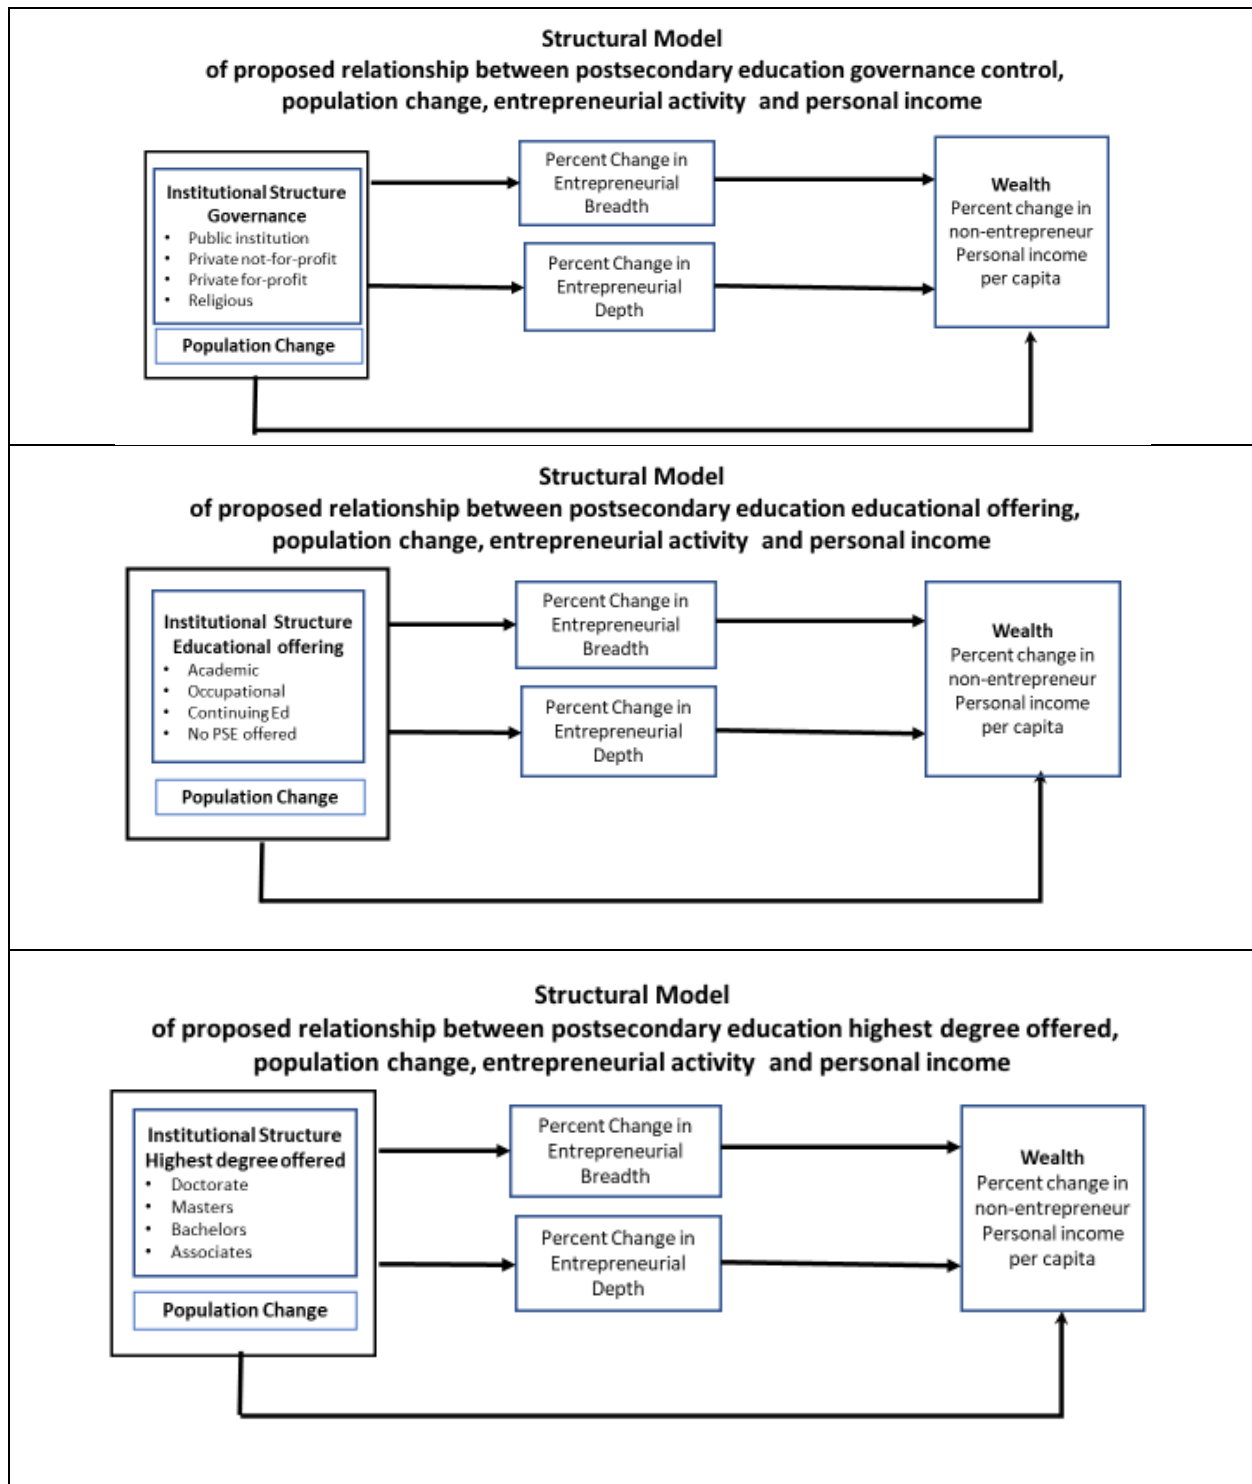 Structural Model
of proposed relationship between postsecondary education governance control,
population change, entrepreneurial activity and personal income
Institutional Structure
Governance
• Public institution
• Private not-for-profit
• Private for-profit
• Religious
Population Change
Percent Change in
Entrepreneurial
Breadth
Percent Change in
Entrepreneurial
Depth
Wealth
Percent change in
non-entrepreneur
Personal income
per capita
Structural Model
of proposed relationship between postsecondary education educational offering,
population change, entrepreneurial activity and personal income
Institutional Structure
Educational offering
• Academic
• Occupational
• Continuing Ed
• No PSE offered
Population Change
Percent Change in
Entrepreneurial
Breadth
Percent Change in
Entrepreneurial
Depth
Wealth
Percent change in
non-entrepreneur
Personal income
per capita
Structural Model
of proposed relationship between postsecondary education highest degree offered,
population change, entrepreneurial activity and personal income
Institutional Structure
Highest degree offered
• Doctorate
• Masters
• Bachelors
• Associates
Population Change
Percent Change in
Entrepreneurial
Breadth
Percent Change in
Entrepreneurial
Depth
Wealth
Percent change in
non-entrepreneur
Personal income
per capita